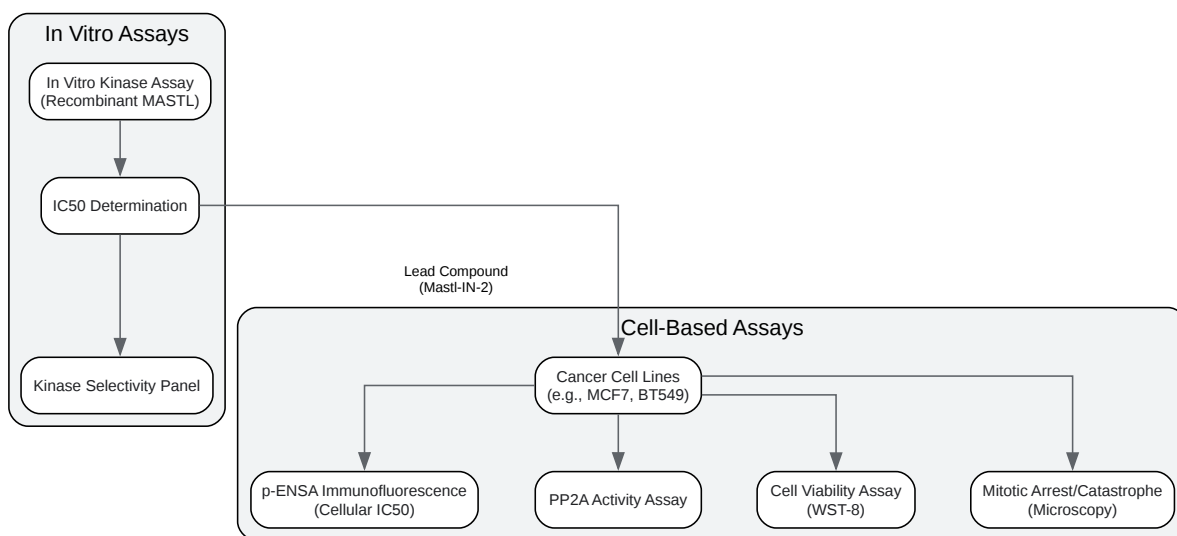 In Vitro Assays
In Vitro Kinase Assay
(Recombinant MASTL)
IC50 Determination
Kinase Selectivity Panel
Lead Compound
(Mastl-IN-2)
Cell-Based Assays
Cancer Cell Lines
(e.g., MCF7, BT549)
p-ENSA Immunofluorescence
(Cellular IC50)
PP2A Activity Assay
Cell Viability Assay
(WST-8)
Mitotic Arrest/Catastrophe
(Microscopy)